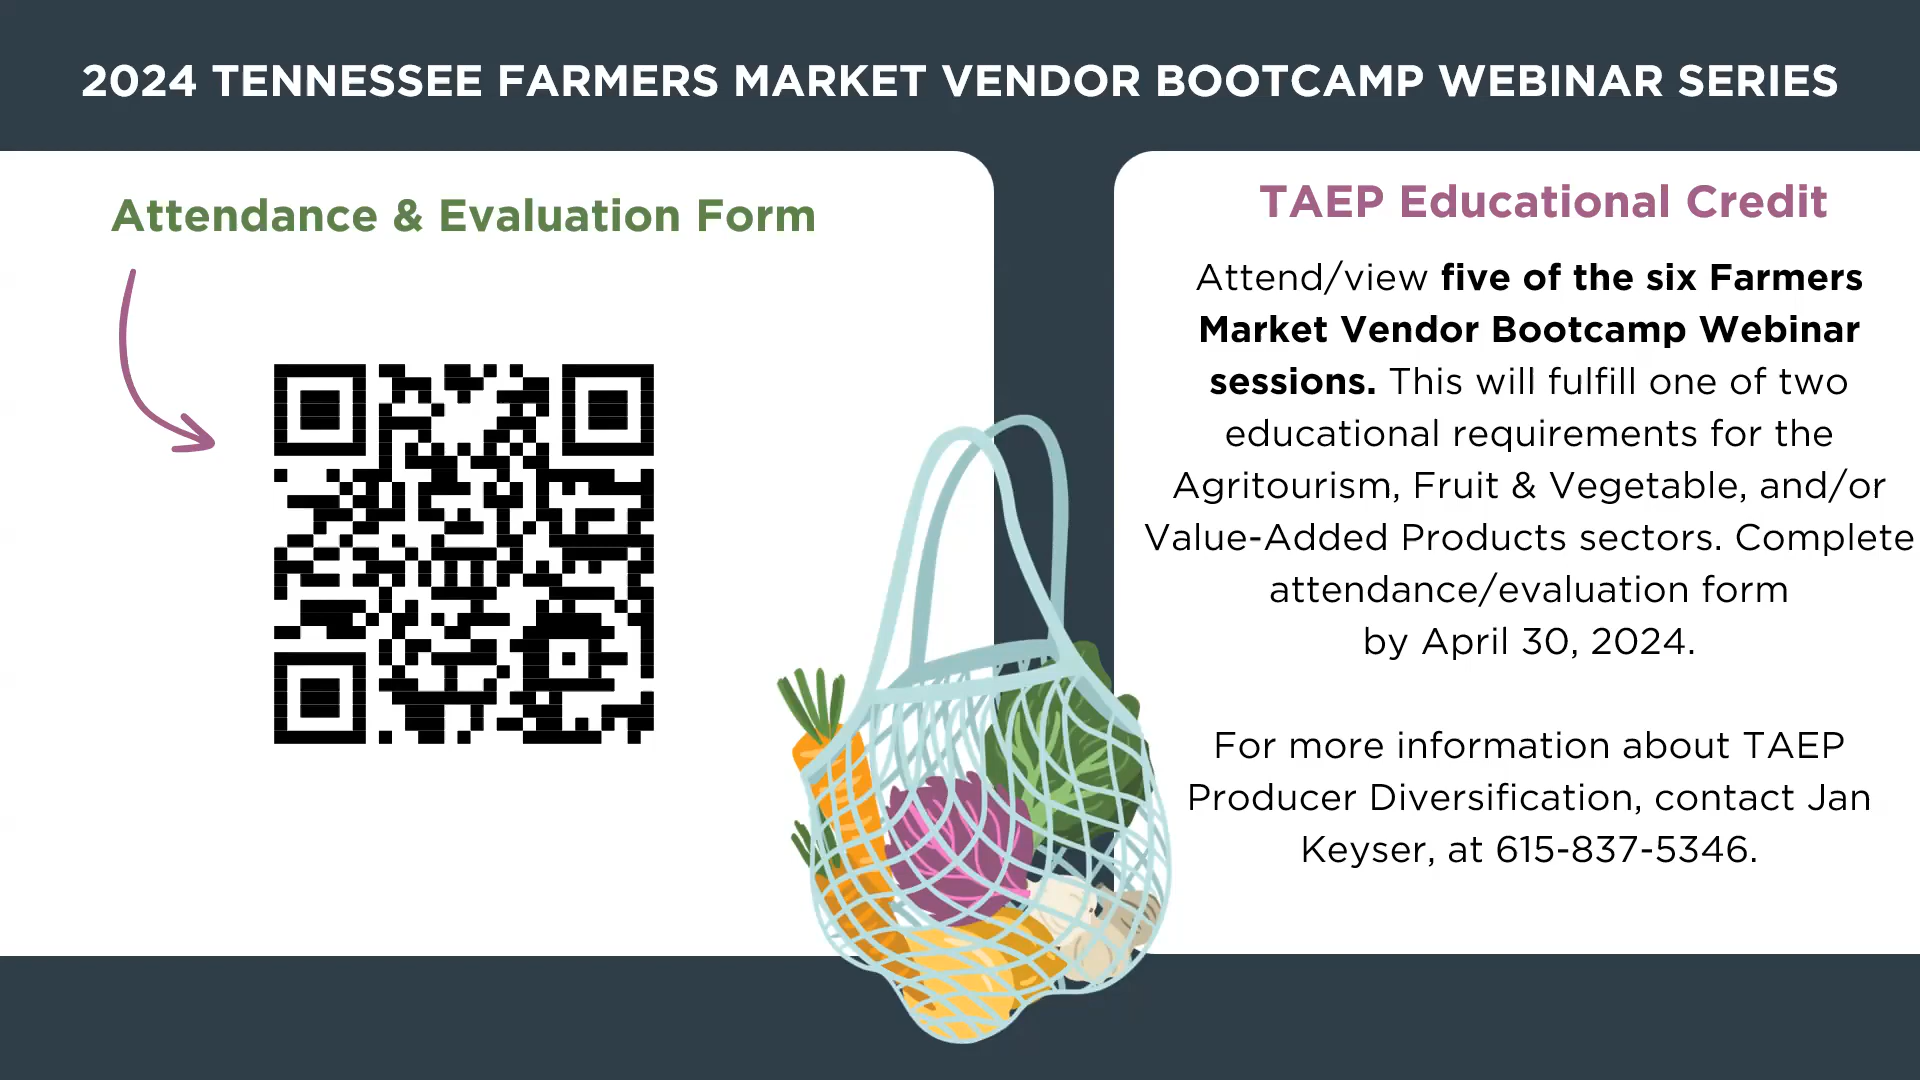 2024 TENNESSEE FARMERS MARKET VENDOR BOOTCAMP WEBINAR SERIES
Attendance & Evaluation Form
TAEP Educational Credit
Attend/view five of the six Farmers
Market Vendor Bootcamp Webinar
sessions. This will fulfill one of two
educational requirements for the
Agritourism, Fruit & Vegetable, and/or
Value-Added Products sectors. Complete
attendance/evaluation form
by April 30, 2024.
For more information about TAEP
Producer Diversification, contact Jan
Keyser, at 615-837-5346.